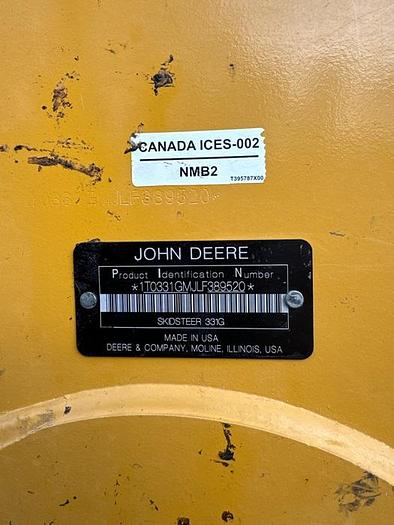 CANADA ICES-002
NMB2
T395787X00
JLF389520*
JOHN DEERE
Product Identification Number
*1T0331GMJLF389520*
SKIDSTEER 331G
MADE IN USA
DEERE & COMPANY, MOLINE, ILLINOIS, USA